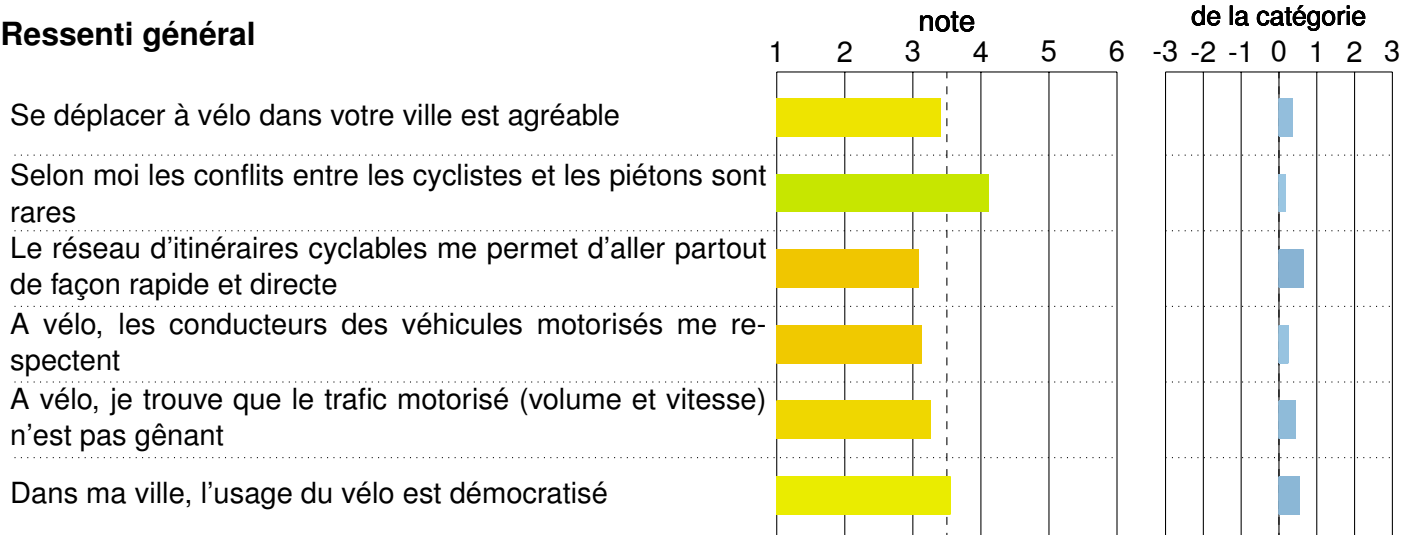 Ressenti général
note
de la catégorie
1 2 3 4 5 6
-3 -2 -1 0 1 2 3
Se déplacer à vélo dans votre ville est agréable
Selon moi les conflits entre les cyclistes et les piétons sont
rares
Le réseau d'itinéraires cyclables me permet d'aller partout
de façon rapide et directe
A vélo, les conducteurs des véhicules motorisés me re-
spectent
A vélo, je trouve que le trafic motorisé (volume et vitesse)
n'est pas gênant
Dans ma ville, l'usage du vélo est démocratisé